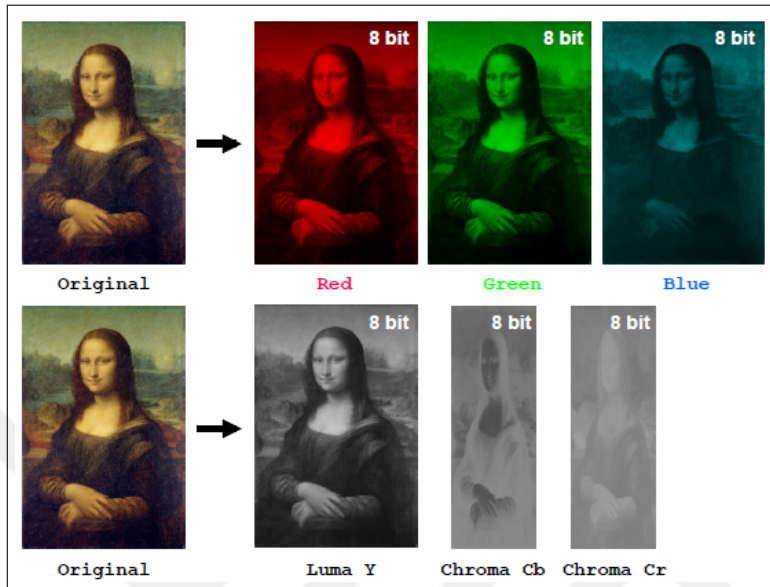 8 bit 8 bit 8 bit
Original Red Green Blue
8 bit 8 bit 8 bit
Original Luma Y Chroma Cb Chroma Cr